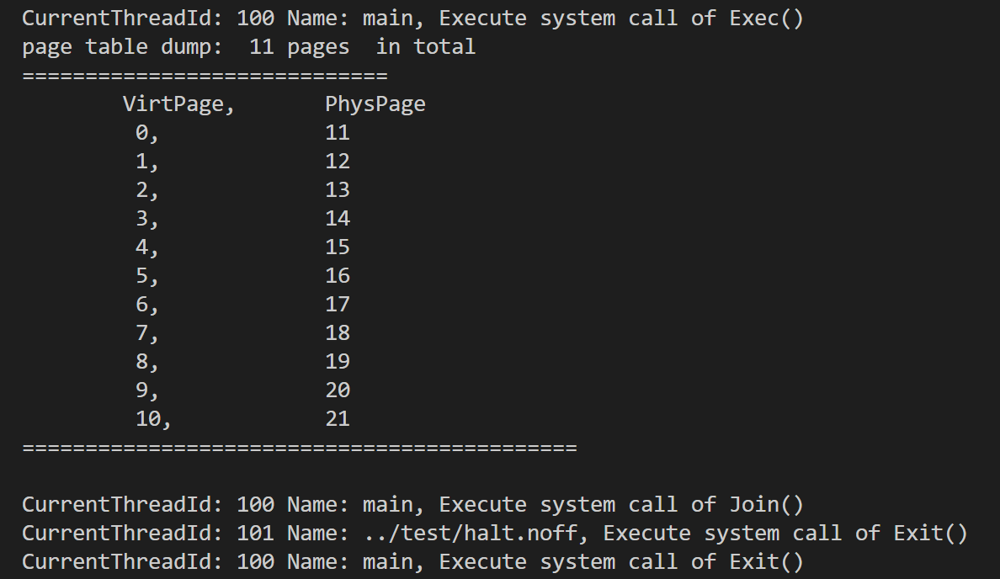 CurrentThreadId: 100 Name: main, Execute system call of Exec()
page table dump:  11 pages  in total
=============================
        VirtPage,       PhysPage
         0,             11
         1,             12
         2,             13
         3,             14
         4,             15
         5,             16
         6,             17
         7,             18
         8,             19
         9,             20
         10,            21
============================================
CurrentThreadId: 100 Name: main, Execute system call of Join()
CurrentThreadId: 101 Name: ../test/halt.noff, Execute system call of Exit()
CurrentThreadId: 100 Name: main, Execute system call of Exit()